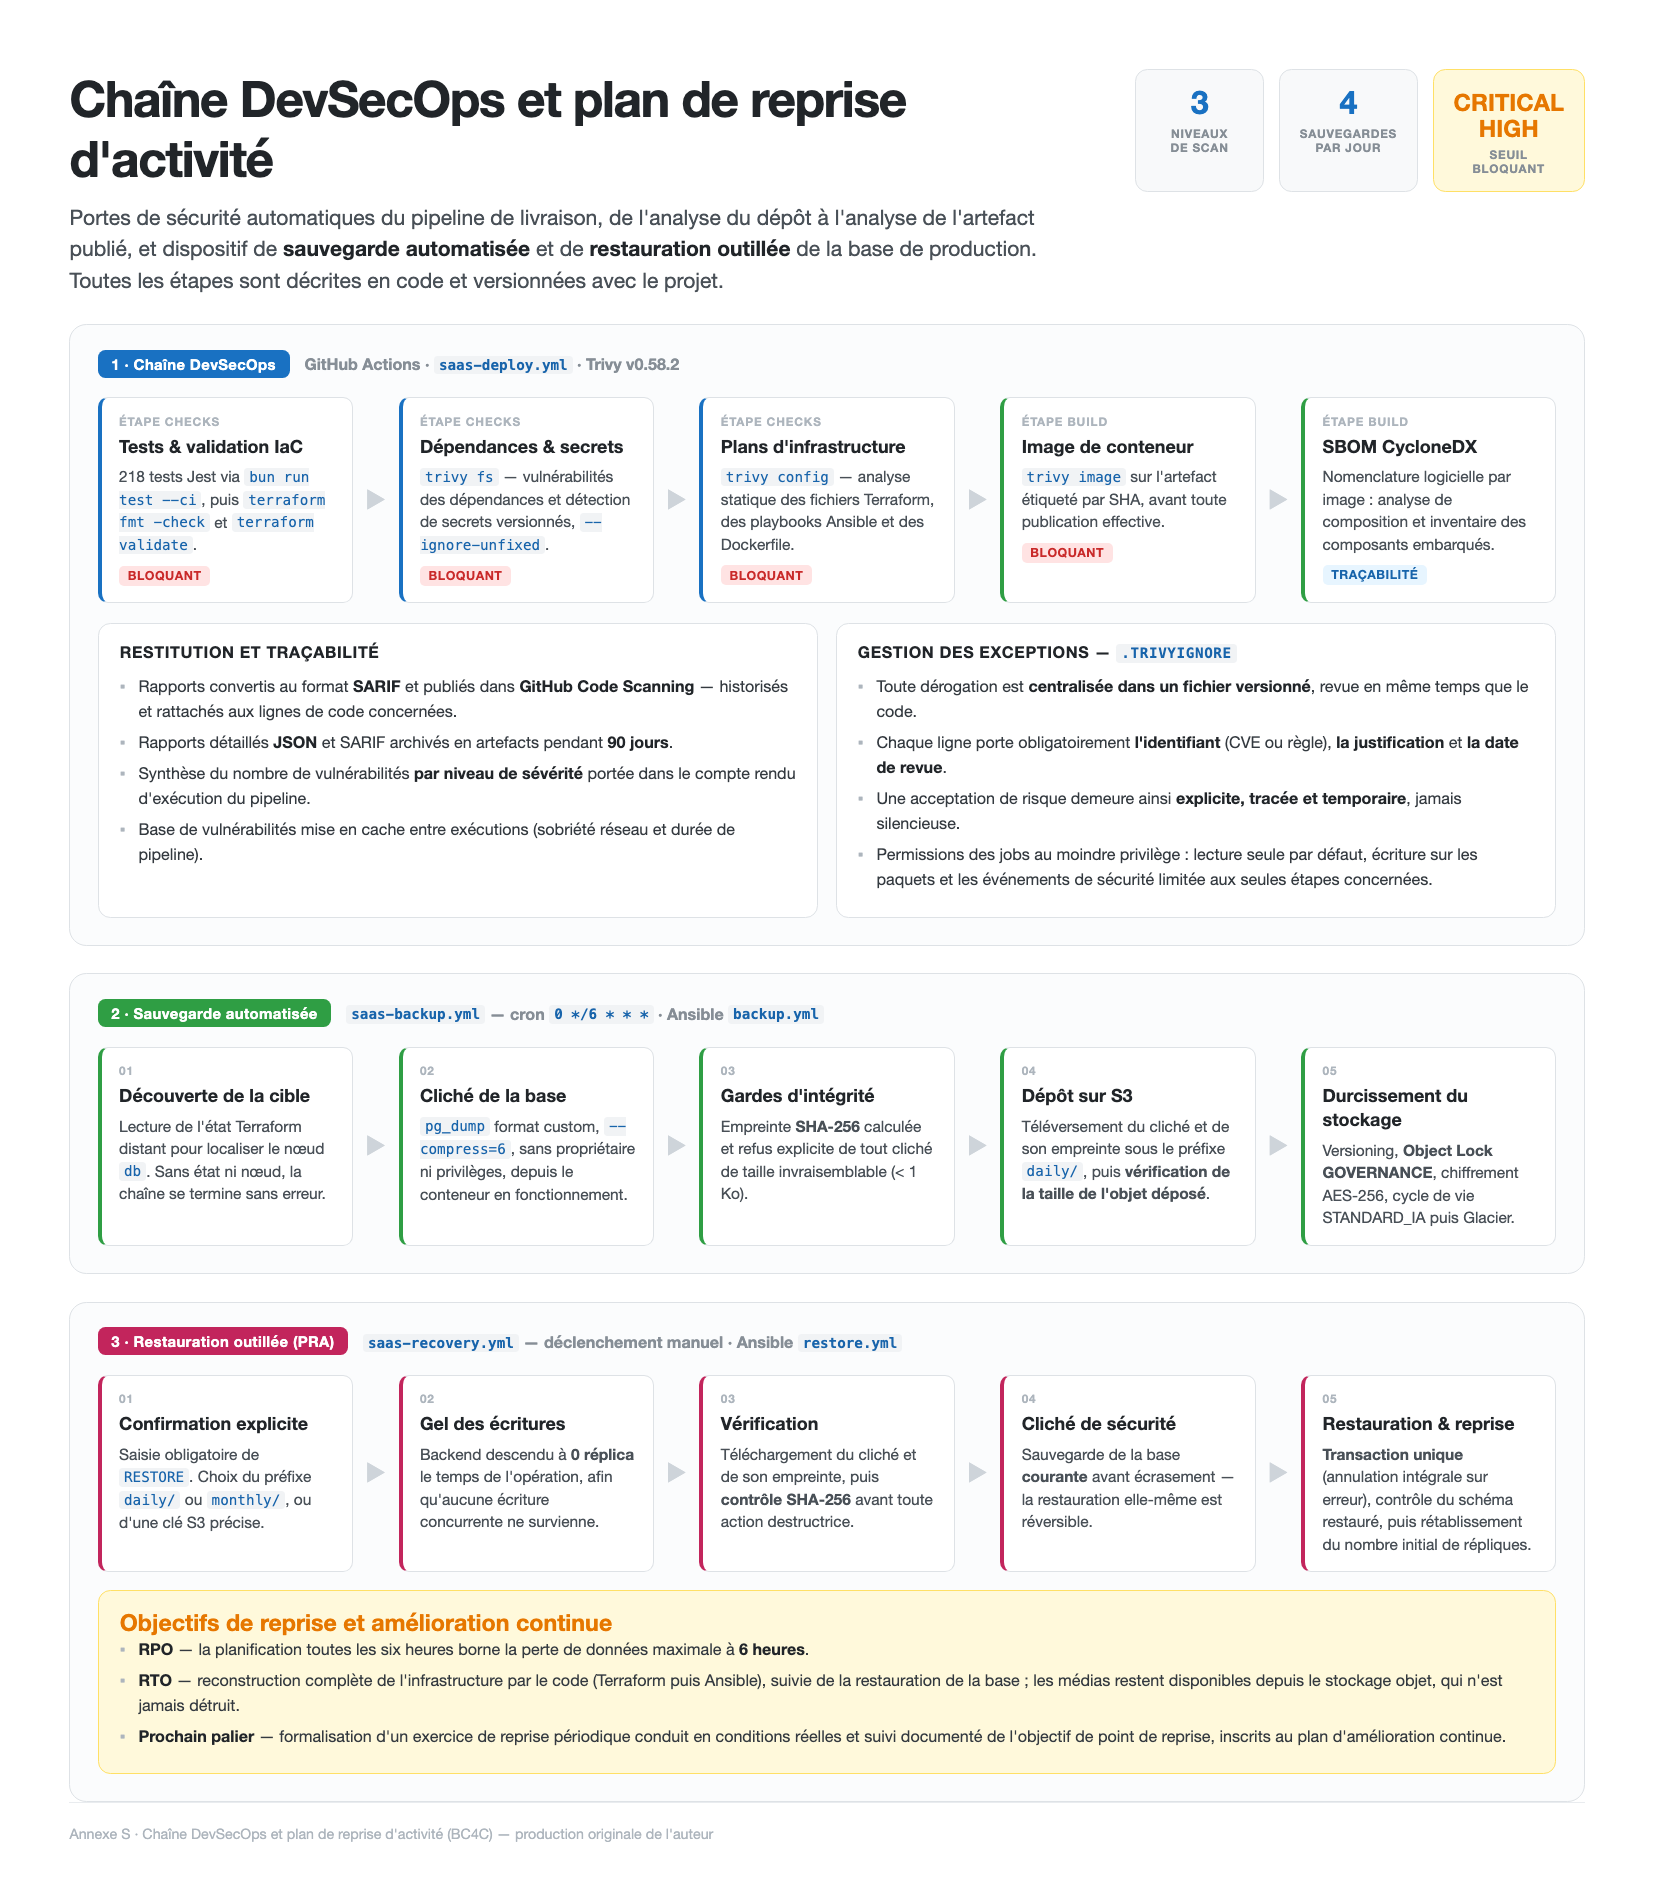 Chaîne DevSecOps et plan de reprise
d'activité
3
NIVEAUX
DE SCAN
4
SAUVEGARDES
PAR JOUR
CRITICAL
HIGH
SEUIL
BLOQUANT
Portes de sécurité automatiques du pipeline de livraison, de l'analyse du dépôt à l'analyse de l'artefact
publié, et dispositif de sauvegarde automatisée et de restauration outillée de la base de production.
Toutes les étapes sont décrites en code et versionnées avec le projet.
1 · Chaîne DevSecOps
GitHub Actions · saas-deploy.yml · Trivy v0.58.2
ÉTAPE CHECKS
Tests & validation IaC
218 tests Jest via bun run
test --ci, puis terraform
fmt -check et terraform
validate.
BLOQUANT
ÉTAPE CHECKS
Dépendances & secrets
trivy fs — vulnérabilités
des dépendances et détection
de secrets versionnés, --
ignore-unfixed.
BLOQUANT
ÉTAPE CHECKS
Plans d'infrastructure
trivy config — analyse
statique des fichiers Terraform,
des playbooks Ansible et des
Dockerfile.
BLOQUANT
ÉTAPE BUILD
Image de conteneur
trivy image sur l'artefact
étiqueté par SHA, avant toute
publication effective.
BLOQUANT
ÉTAPE BUILD
SBOM CycloneDX
Nomenclature logicielle par
image : analyse de
composition et inventaire des
composants embarqués.
TRAÇABILITÉ
RESTITUTION ET TRAÇABILITÉ
▪ Rapports convertis au format SARIF et publiés dans GitHub Code Scanning — historisés
et rattachés aux lignes de code concernées.
▪ Rapports détaillés JSON et SARIF archivés en artefacts pendant 90 jours.
▪ Synthèse du nombre de vulnérabilités par niveau de sévérité portée dans le compte rendu
d'exécution du pipeline.
▪ Base de vulnérabilités mise en cache entre exécutions (sobriété réseau et durée de
pipeline).
GESTION DES EXCEPTIONS — .TRIVYIGNORE
▪ Toute dérogation est centralisée dans un fichier versionné, revue en même temps que le
code.
▪ Chaque ligne porte obligatoirement l'identifiant (CVE ou règle), la justification et la date
de revue.
▪ Une acceptation de risque demeure ainsi explicite, tracée et temporaire, jamais
silencieuse.
▪ Permissions des jobs au moindre privilège : lecture seule par défaut, écriture sur les
paquets et les événements de sécurité limitée aux seules étapes concernées.
2 · Sauvegarde automatisée
saas-backup.yml — cron 0 */6 * * * · Ansible backup.yml
01
Découverte de la cible
Lecture de l'état Terraform
distant pour localiser le nœud
db. Sans état ni nœud, la
chaîne se termine sans erreur.
02
Cliché de la base
pg_dump format custom, --
compress=6, sans propriétaire
ni privilèges, depuis le
conteneur en fonctionnement.
03
Gardes d'intégrité
Empreinte SHA-256 calculée
et refus explicite de tout cliché
de taille invraisemblable (< 1
Ko).
04
Dépôt sur S3
Téléversement du cliché et de
son empreinte sous le préfixe
daily/, puis vérification de
la taille de l'objet déposé.
05
Durcissement du
stockage
Versioning, Object Lock
GOVERNANCE, chiffrement
AES-256, cycle de vie
STANDARD_IA puis Glacier.
3 · Restauration outillée (PRA)
saas-recovery.yml — déclenchement manuel · Ansible restore.yml
01
Confirmation explicite
Saisie obligatoire de
RESTORE. Choix du préfixe
daily/ ou monthly/, ou
d'une clé S3 précise.
02
Gel des écritures
Backend descendu à 0 réplica
le temps de l'opération, afin
qu'aucune écriture
concurrente ne survienne.
03
Vérification
Téléchargement du cliché et
de son empreinte, puis
contrôle SHA-256 avant toute
action destructrice.
04
Cliché de sécurité
Sauvegarde de la base
courante avant écrasement —
la restauration elle-même est
réversible.
05
Restauration & reprise
Transaction unique
(annulation intégrale sur
erreur), contrôle du schéma
restauré, puis rétablissement
du nombre initial de répliques.
Objectifs de reprise et amélioration continue
▪ RPO — la planification toutes les six heures borne la perte de données maximale à 6 heures.
▪ RTO — reconstruction complète de l'infrastructure par le code (Terraform puis Ansible), suivie de la restauration de la base ; les médias restent disponibles depuis le stockage objet, qui n'est
jamais détruit.
▪ Prochain palier — formalisation d'un exercice de reprise périodique conduit en conditions réelles et suivi documenté de l'objectif de point de reprise, inscrits au plan d'amélioration continue.
Annexe S · Chaîne DevSecOps et plan de reprise d'activité (BC4C) — production originale de l'auteur